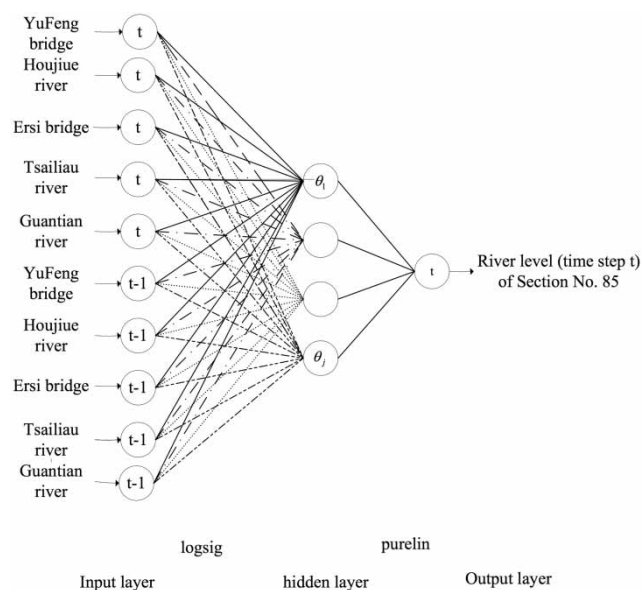 YuFeng
bridge
t
Houjiue
river
t
Ersi bridge
t
Tsailiau
river
t
Guantian
river
t
YuFeng
bridge
t-1
Houjiue
river
t-1
Ersi bridge
t-1
Tsailiau
river
t-1
Guantian
river
t-1
θ1
θj
t
River level (time step t)
of Section No. 85
logsig
purelin
Input layer
hidden layer
Output layer